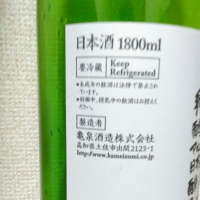 日本酒 1800ml
要冷蔵 Keep Refrigerated
●未成年の飲酒は法律で禁止されています。
●妊娠中、授乳中の飲酒はお控えください。
製造者
亀泉酒造株式会社
高知県土佐市出間2123-1
http://www.kameizumi.co.jp